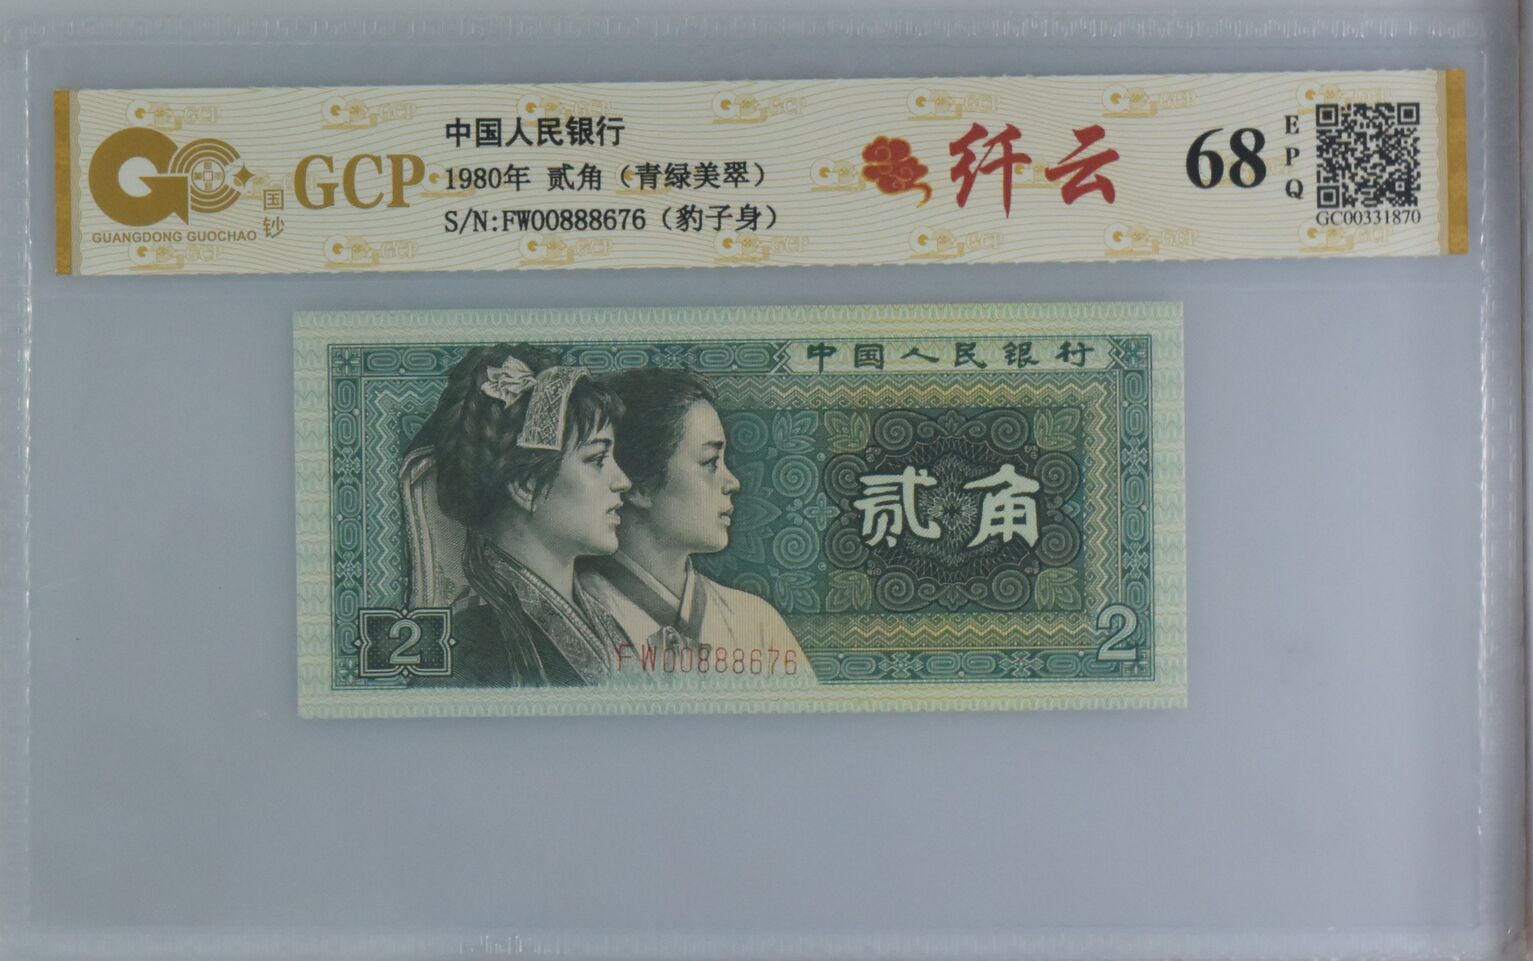 GUANGDONG GUOCHAO
国钞
GCP
中国人民银行
1980年 贰角（青绿美翠）
S/N:FW00888676（豹子身）
纤云
68
EPQ
GC00331870
中国人民银行
贰角
2
FW00888676
2